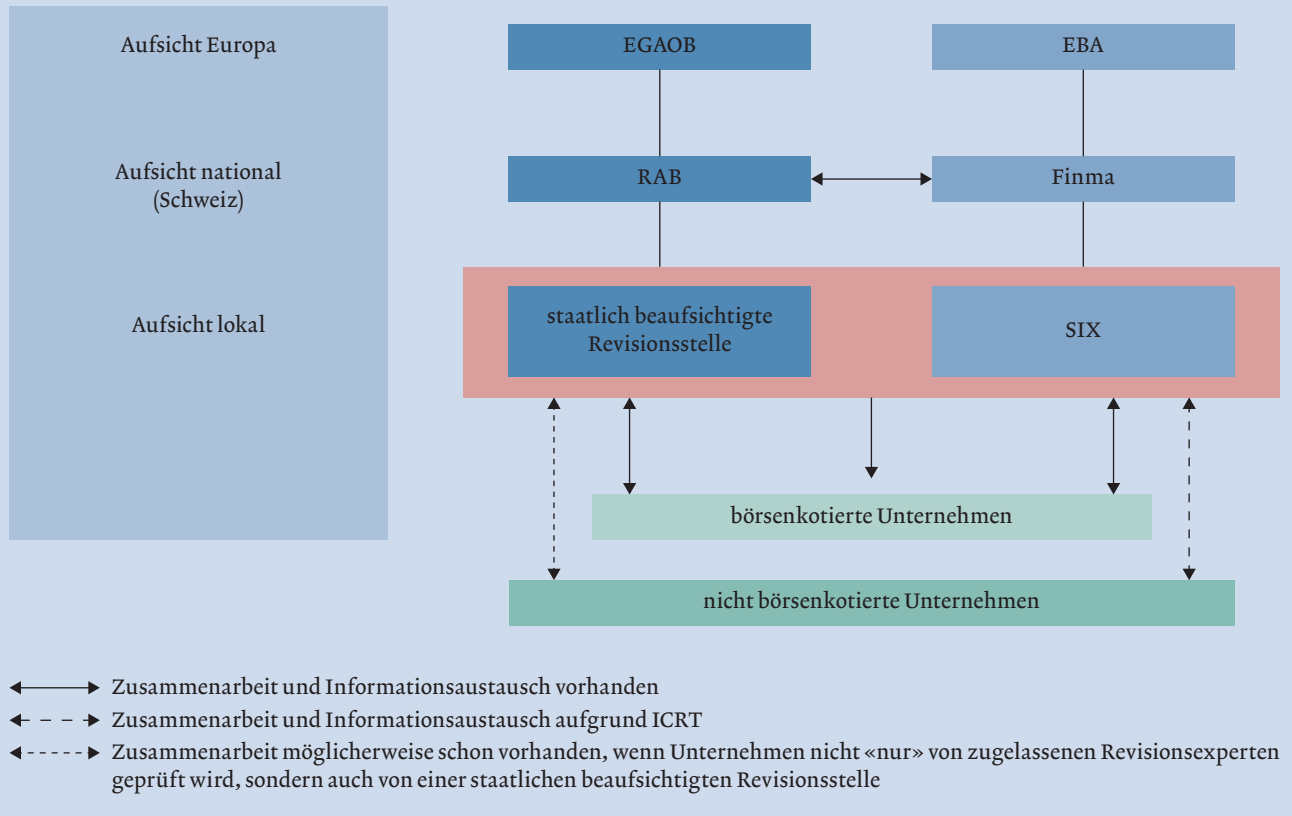 Aufsicht Europa
EGAOB
EBA
Aufsicht national
(Schweiz)
RAB
Finma
Aufsicht lokal
staatlich beaufsichtigte
Revisionsstelle
SIX
börsenkotierte Unternehmen
nicht börsenkotierte Unternehmen
Zusammenarbeit und Informationsaustausch vorhanden
Zusammenarbeit und Informationsaustausch aufgrund ICRT
Zusammenarbeit möglicherweise schon vorhanden, wenn Unternehmen nicht «nur» von zugelassenen Revisionsexperten
geprüft wird, sondern auch von einer staatlichen beaufsichtigten Revisionsstelle